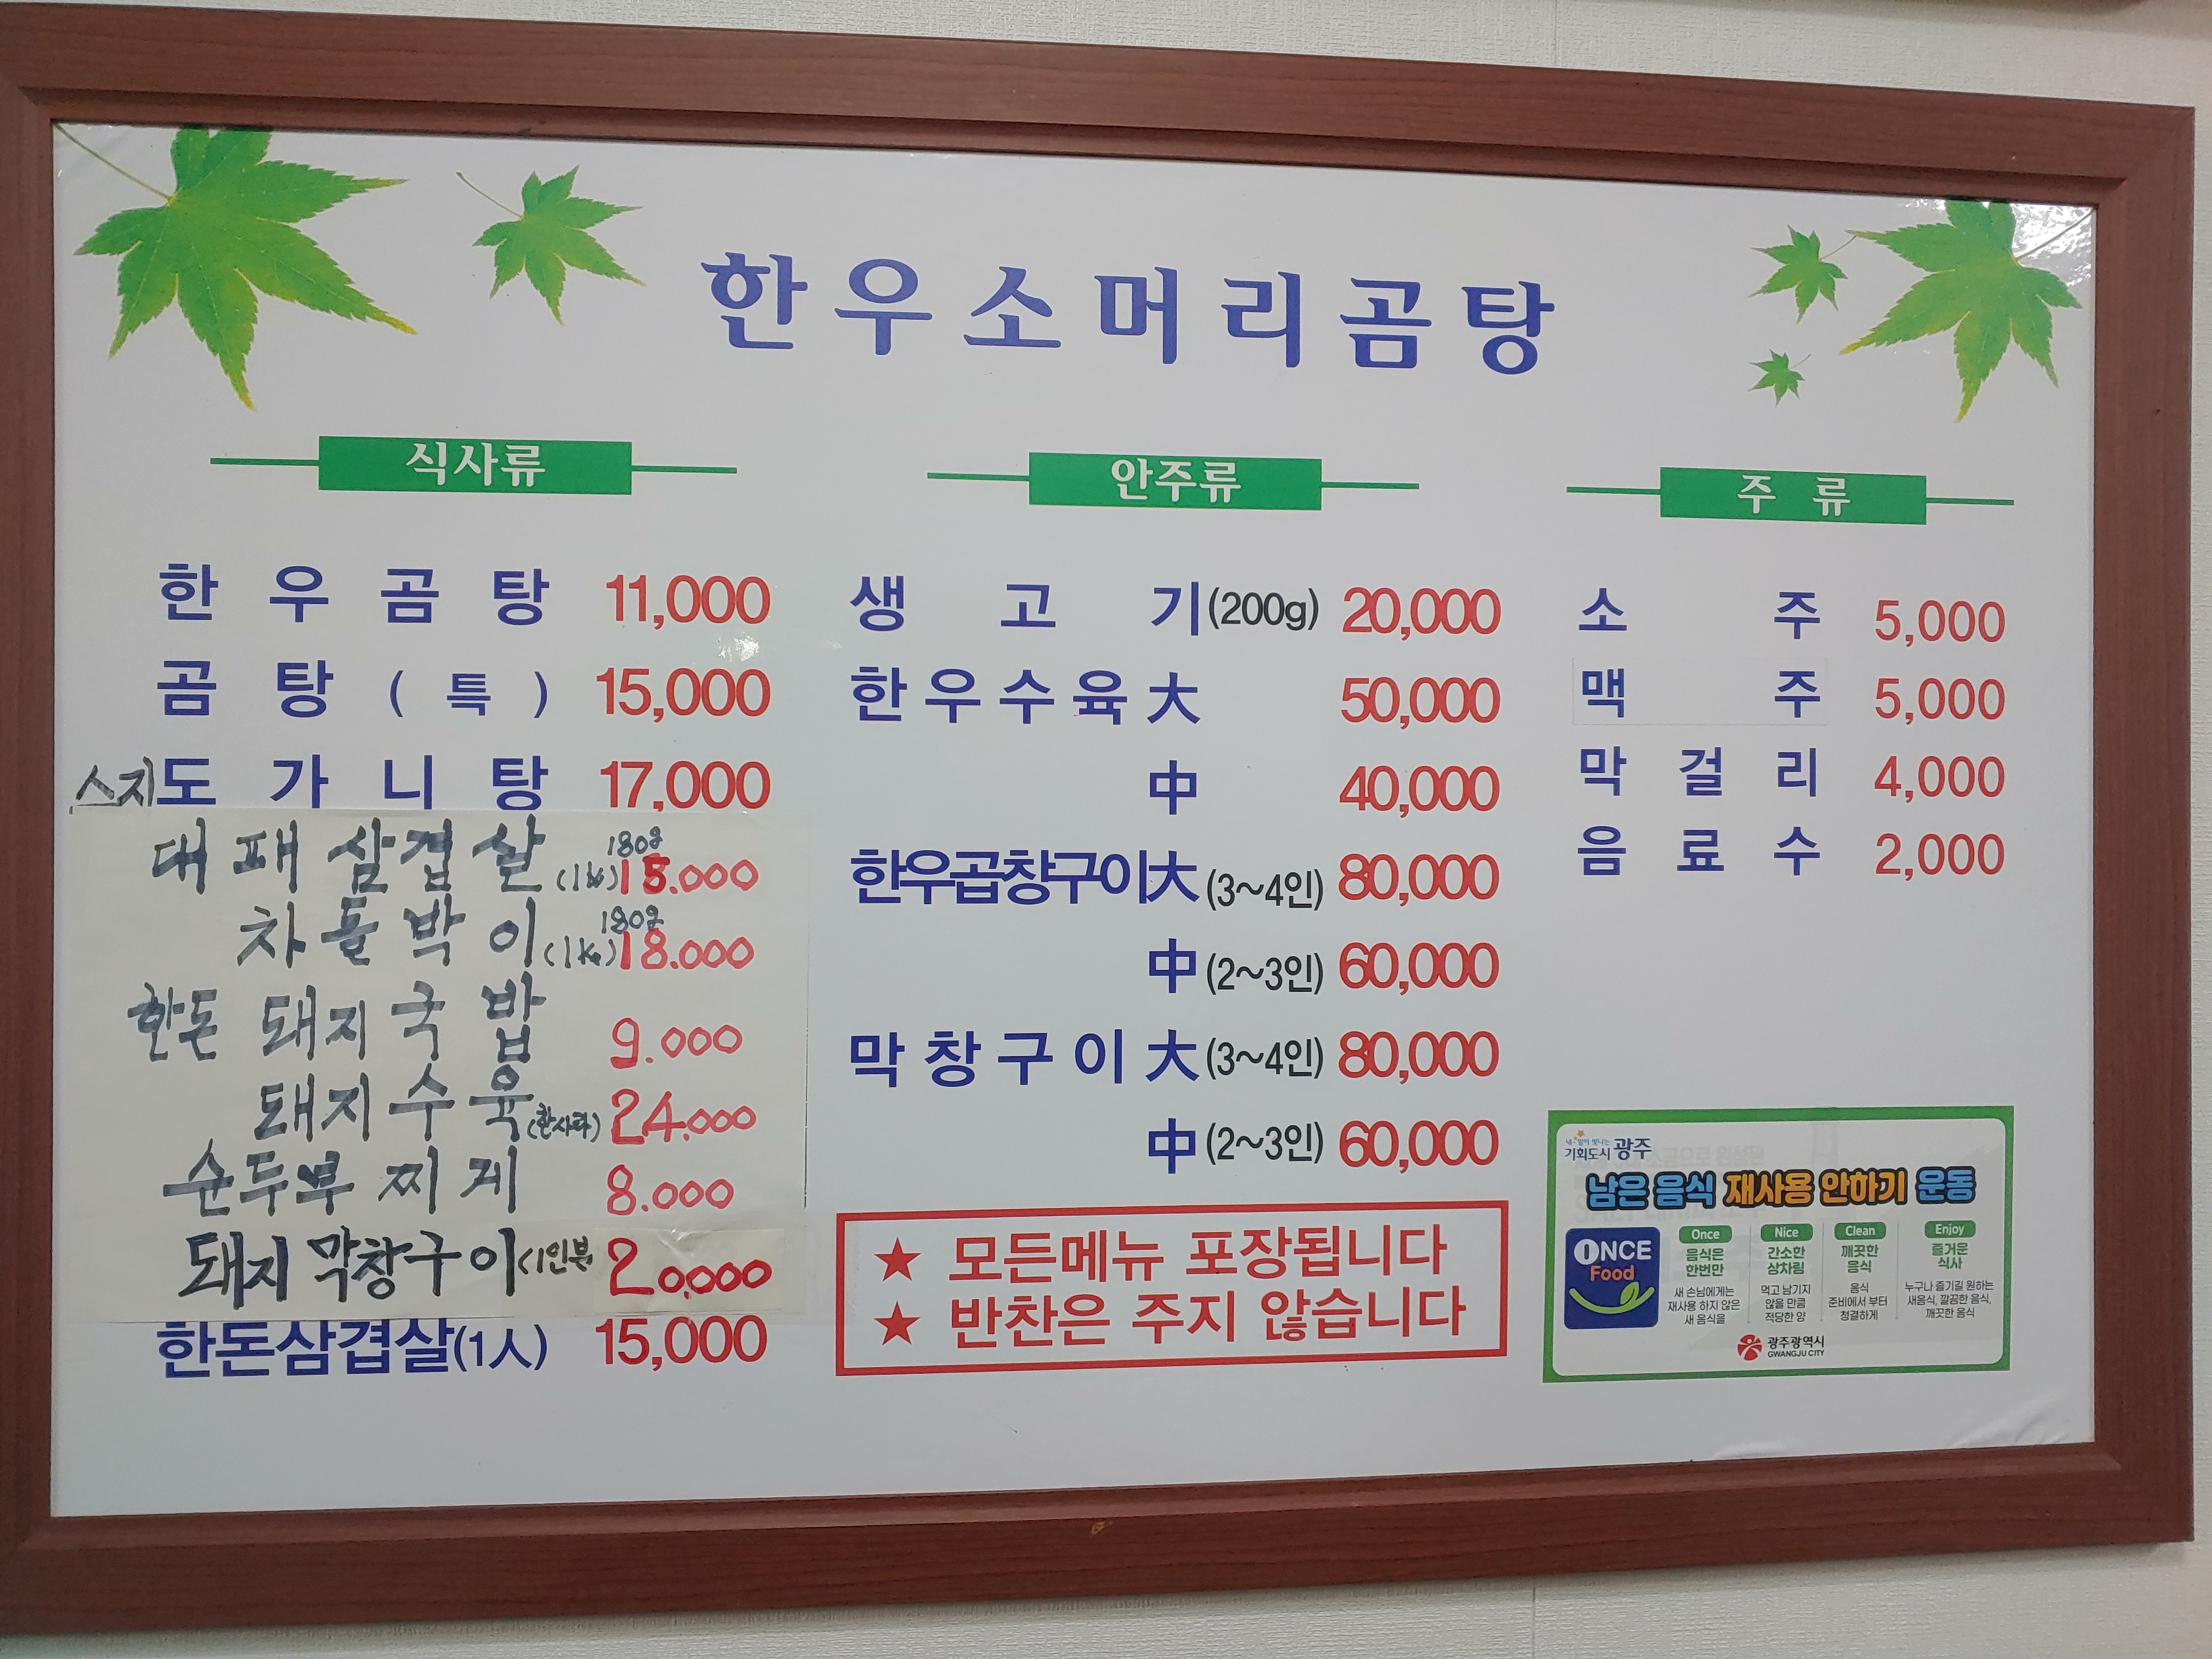 한우소머리곰탕
식사류
한우곰탕 11,000
곰탕(특) 15,000
스지도가니탕 17,000
대패삼겹살 (1kg) 180g 15.000
차돌박이 (1kg) 180g 18.000
한돈 돼지국밥 9.000
돼지수육 (한사라) 24.000
순두부찌게 8.000
돼지막창구이(1인분 20.000
한돈삼겹살(1人) 15,000
안주류
생고기(200g) 20,000
한우수육大 50,000
中 40,000
한우곱창구이大(3~4인) 80,000
中(2~3인) 60,000
막창구이大(3~4인) 80,000
中(2~3인) 60,000
★ 모든메뉴 포장됩니다
★ 반찬은 주지 않습니다
주류
소주 5,000
맥주 5,000
막걸리 4,000
음료수 2,000
내☆일이 빛나는
기회도시 광주
남은 음식 재사용 안하기 운동
ONCE
Food
Once
음식은
한번만
새 손님에게는
재사용 하지 않은
새 음식을
Nice
간소한
상차림
먹고 남기지
않을 만큼
적당한 양
Clean
깨끗한
음식
음식
준비에서 부터
청결하게
Enjoy
즐거운
식사
누구나 즐기길 원하는
새음식, 깔끔한 음식,
깨끗한 음식
광주광역시
GWANGJU CITY